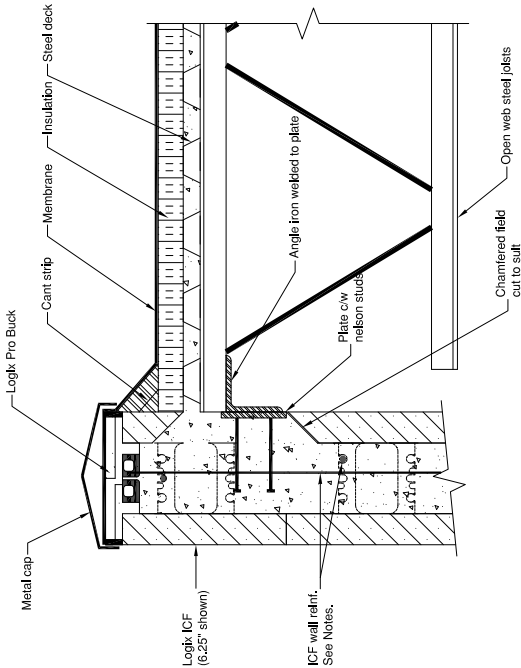 Metal cap
Logix Pro Buck
Cant strip
Membrane
Insulation
Steel deck
Angle iron welded to plate
Plate c/w
nelson studs
Open web steel joists
Chamfered field
cut to suit
Logix ICF
(6.25" shown)
ICF wall reinf.
See Notes.